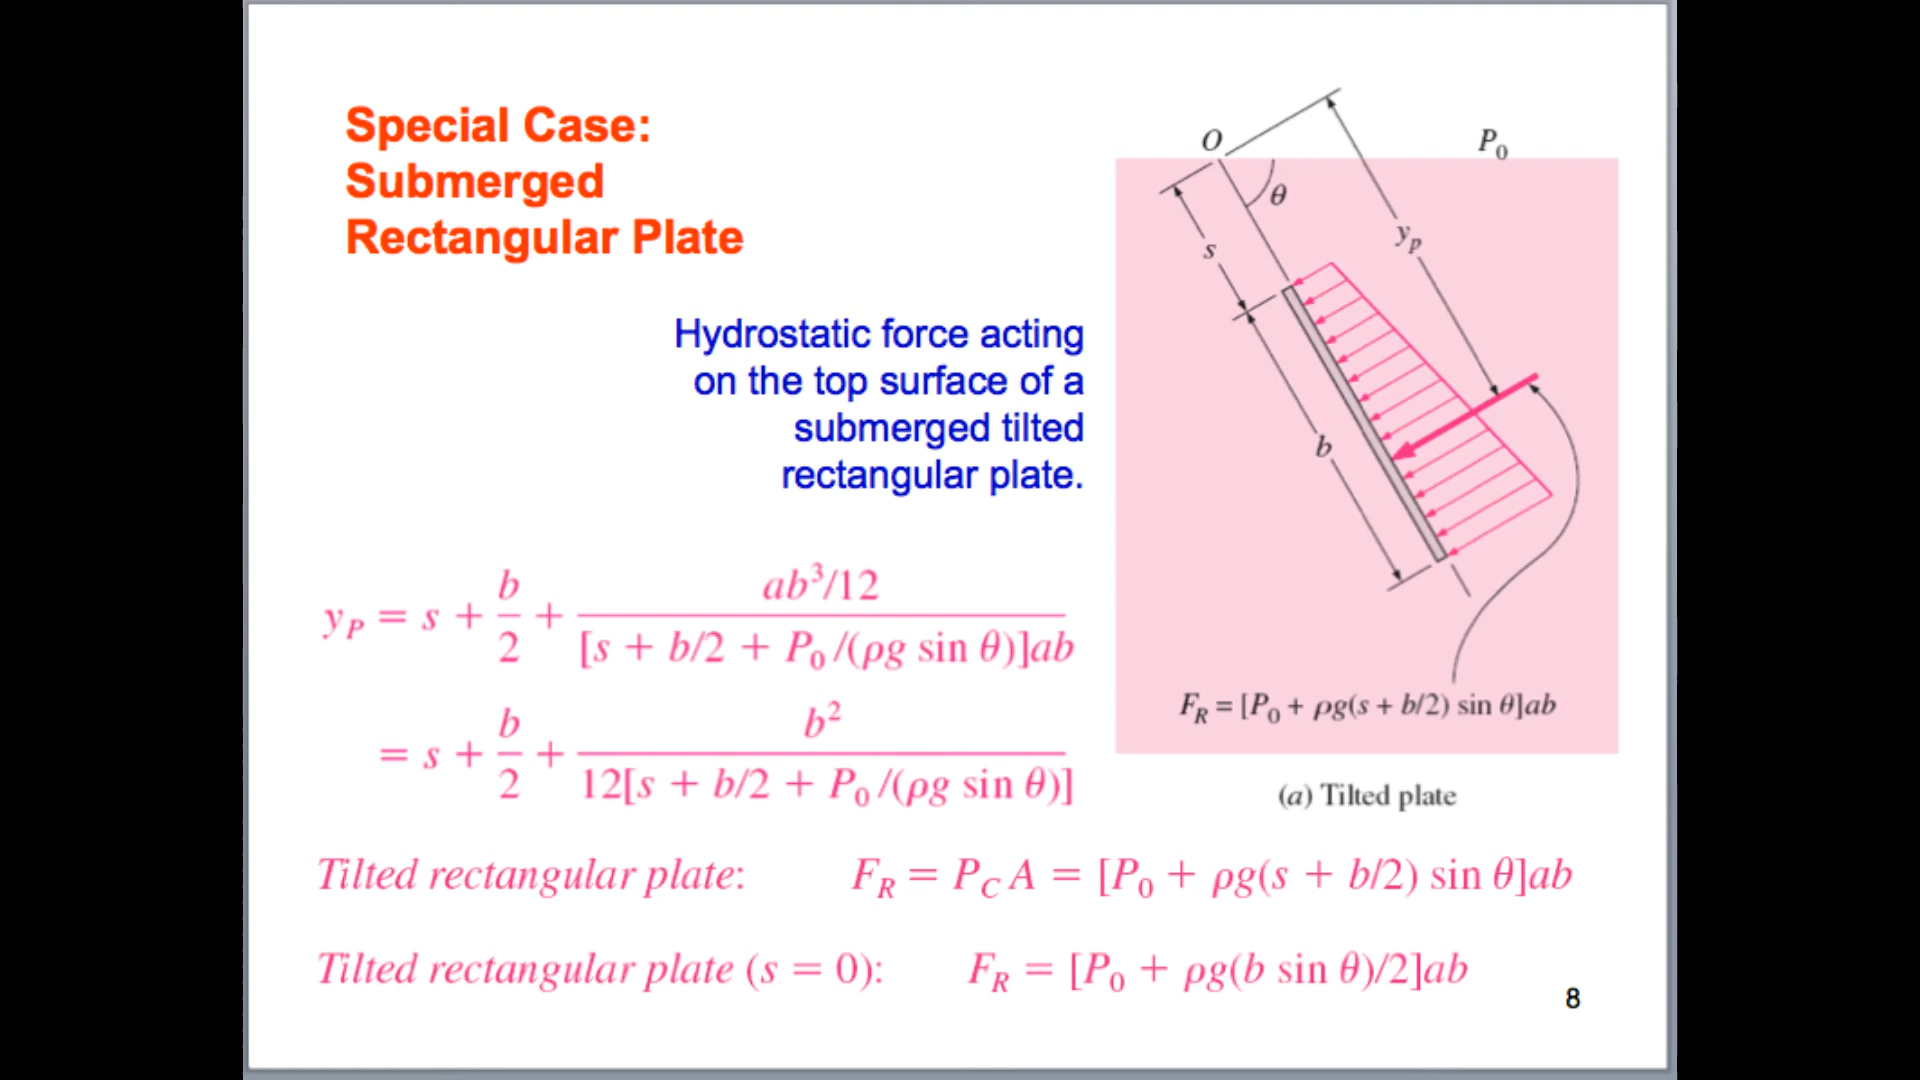 Special Case:
Submerged
Rectangular Plate
Hydrostatic force acting
on the top surface of a
submerged tilted
rectangular plate.
O
P₀
θ
s
y_p
b
F_R = [P₀ + ρg(s + b/2) sin θ]ab
(a) Tilted plate
y_P = s + b/2 + (ab³/12)/([s + b/2 + P₀/(ρg sin θ)]ab)
= s + b/2 + b²/(12[s + b/2 + P₀/(ρg sin θ)])
Tilted rectangular plate: F_R = P_C A = [P₀ + ρg(s + b/2) sin θ]ab
Tilted rectangular plate (s = 0): F_R = [P₀ + ρg(b sin θ)/2]ab
8